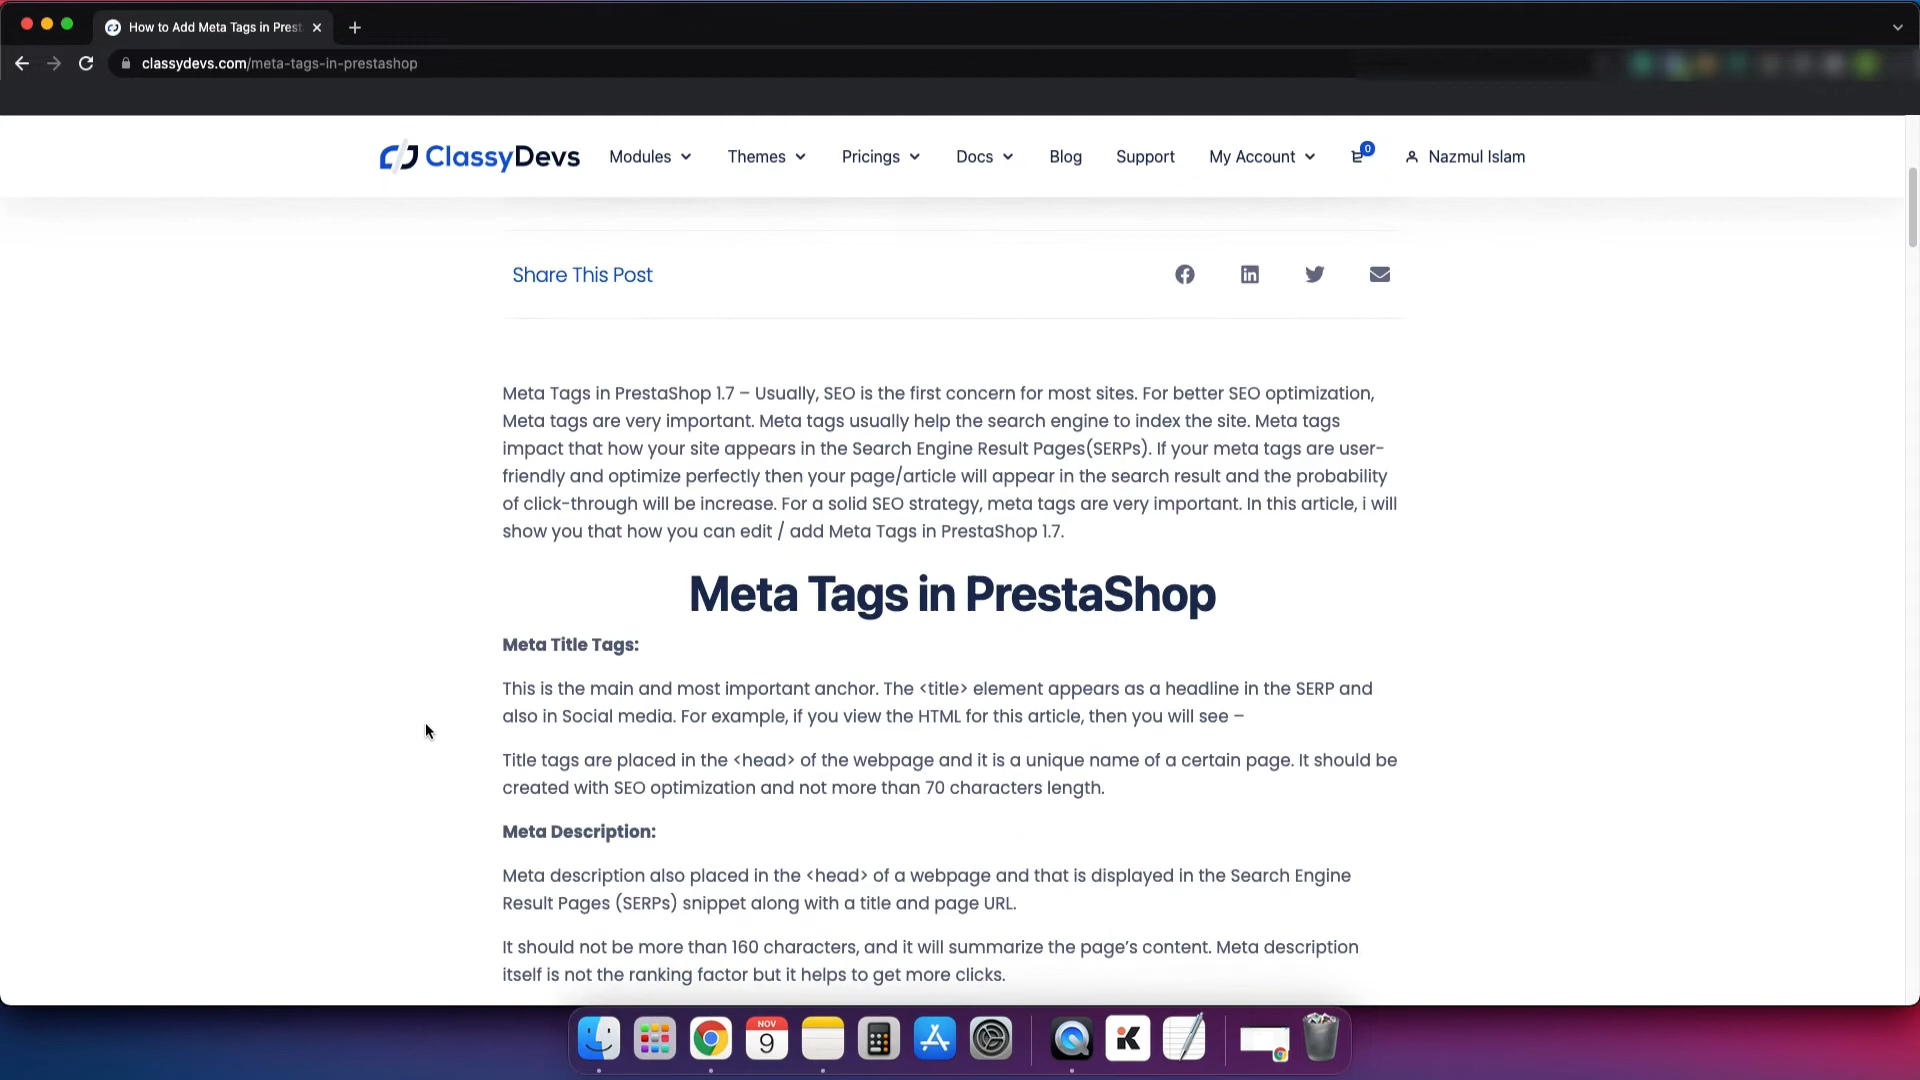 How to Add Meta Tags in Prest
classydevs.com/meta-tags-in-prestashop
ClassyDevs Modules Themes Pricings Docs Blog Support My Account 0 Nazmul Islam
Share This Post
Meta Tags in PrestaShop 1.7 – Usually, SEO is the first concern for most sites. For better SEO optimization,
Meta tags are very important. Meta tags usually help the search engine to index the site. Meta tags
impact that how your site appears in the Search Engine Result Pages(SERPs). If your meta tags are user-
friendly and optimize perfectly then your page/article will appear in the search result and the probability
of click-through will be increase. For a solid SEO strategy, meta tags are very important. In this article, i will
show you that how you can edit / add Meta Tags in PrestaShop 1.7.
Meta Tags in PrestaShop
Meta Title Tags:
This is the main and most important anchor. The <title> element appears as a headline in the SERP and
also in Social media. For example, if you view the HTML for this article, then you will see –
Title tags are placed in the <head> of the webpage and it is a unique name of a certain page. It should be
created with SEO optimization and not more than 70 characters length.
Meta Description:
Meta description also placed in the <head> of a webpage and that is displayed in the Search Engine
Result Pages (SERPs) snippet along with a title and page URL.
It should not be more than 160 characters, and it will summarize the page's content. Meta description
itself is not the ranking factor but it helps to get more clicks.
NOV
9